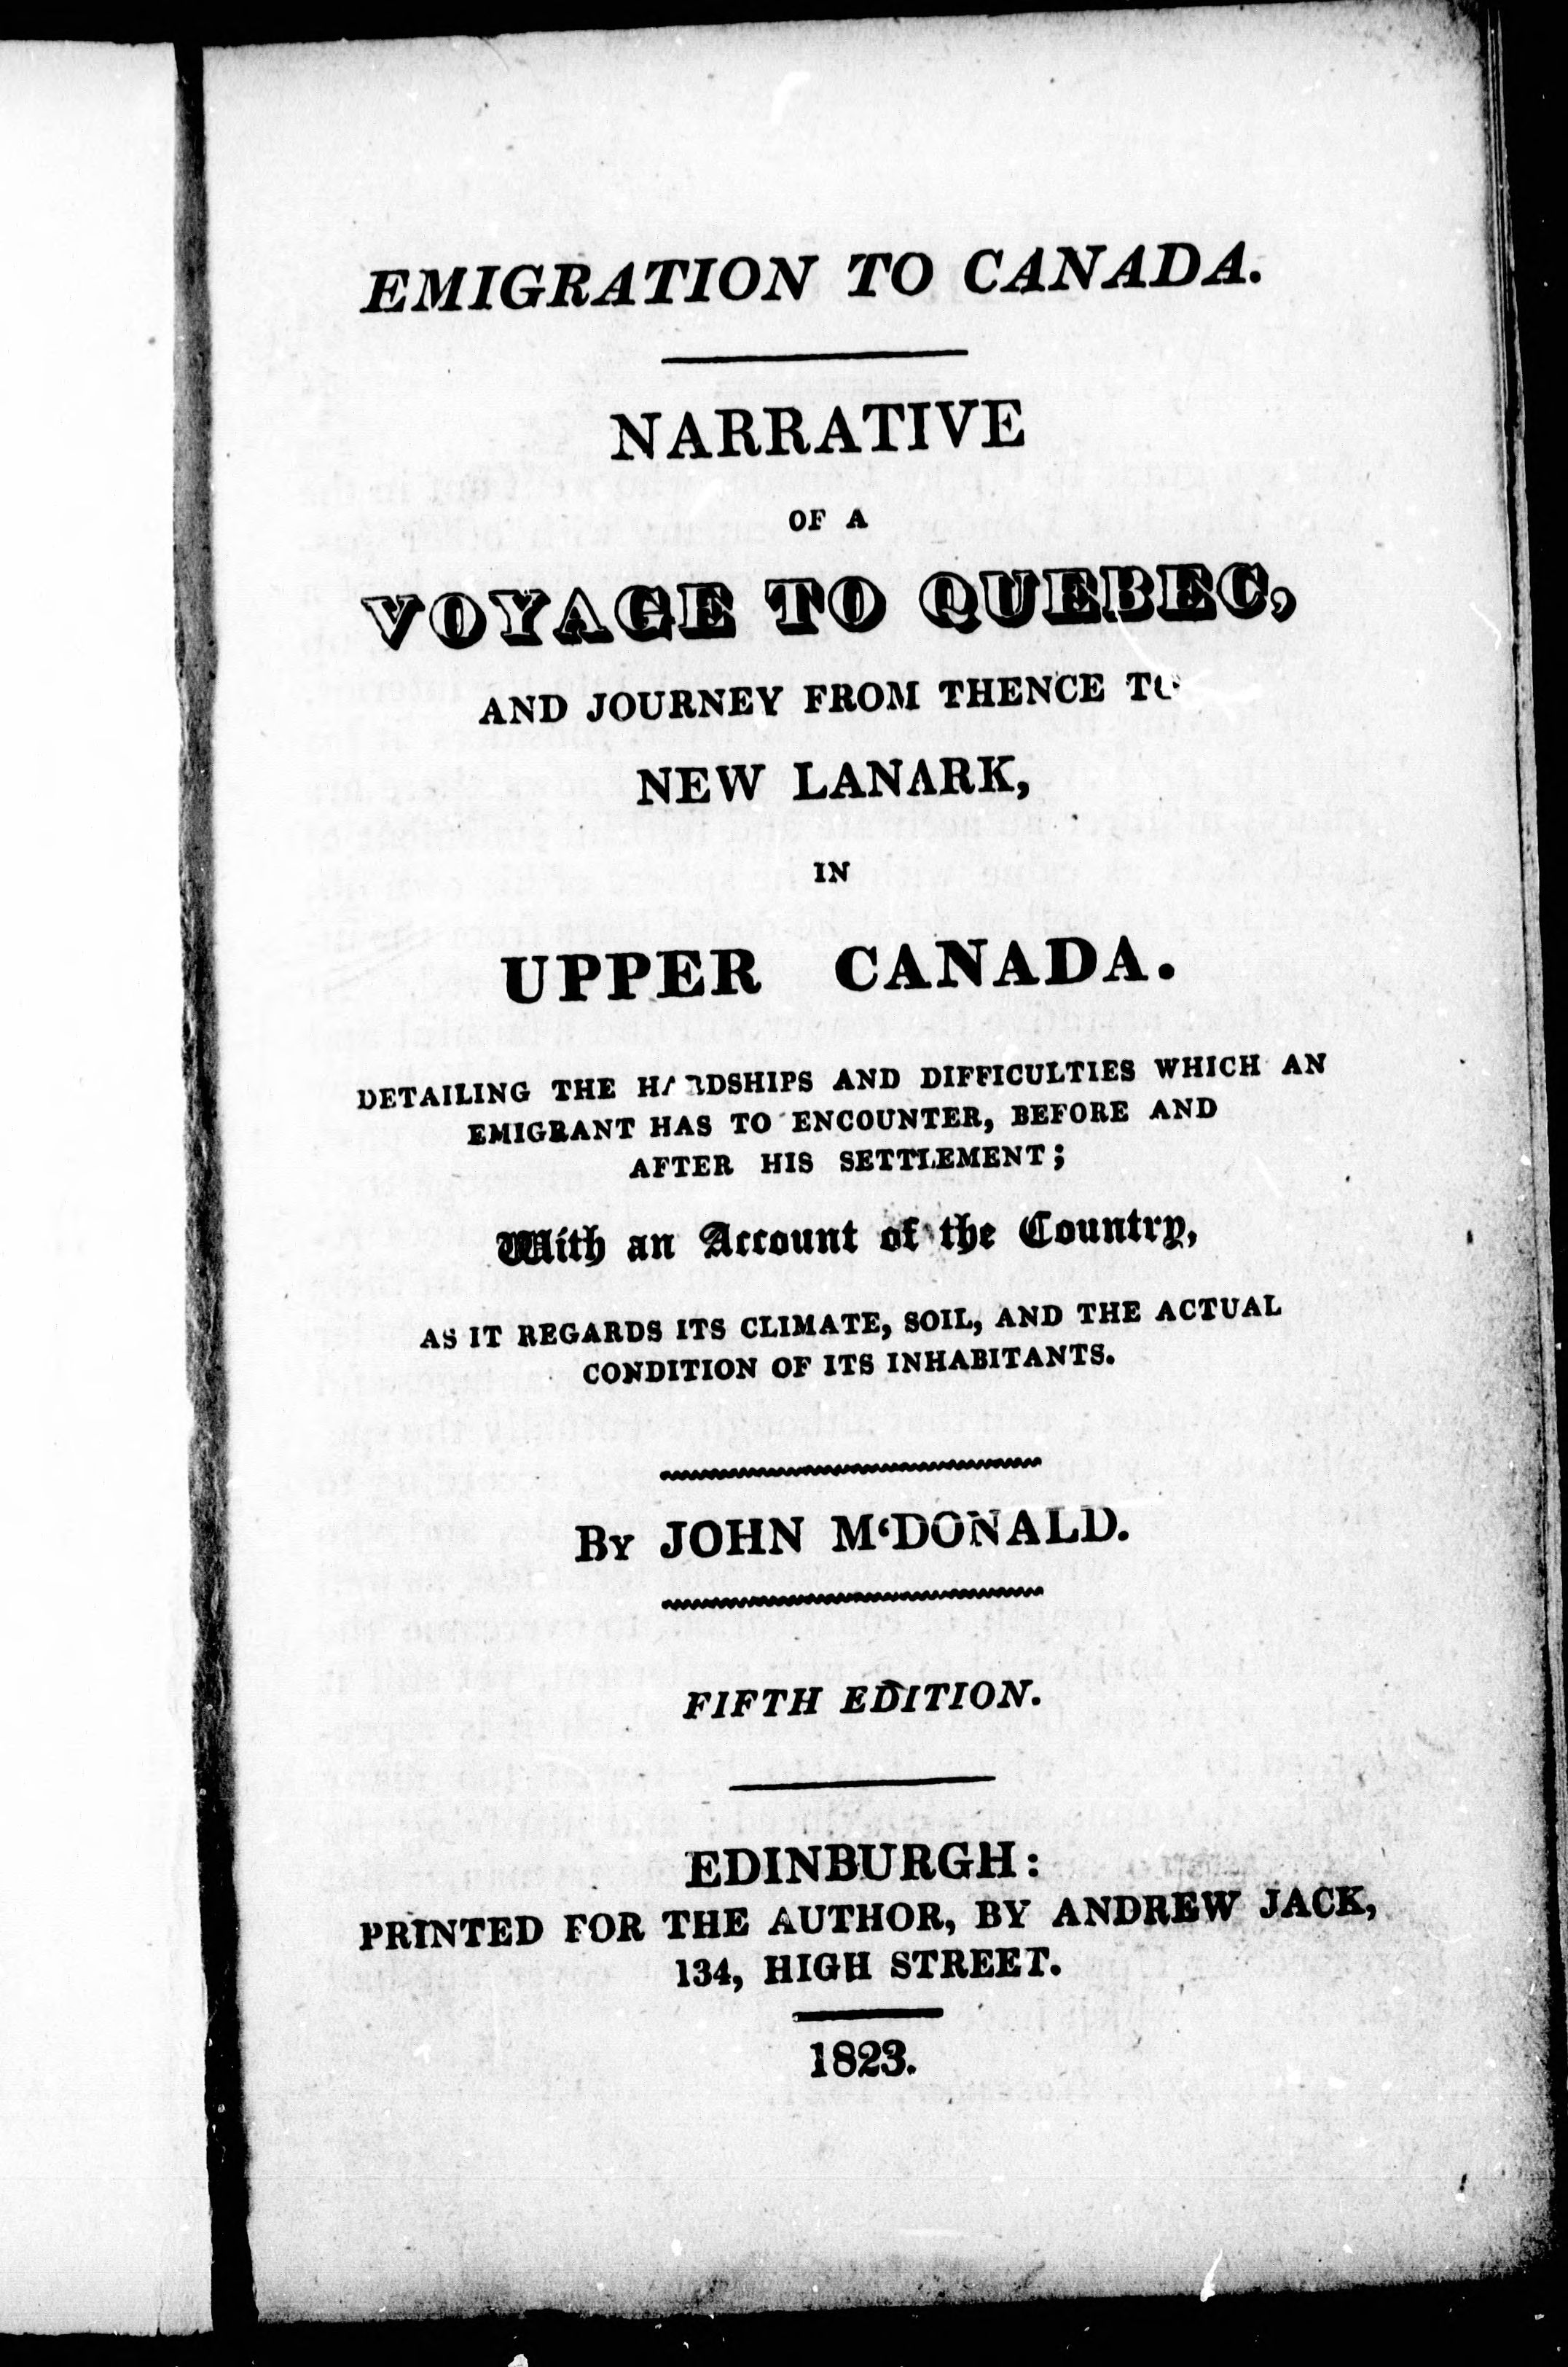 EMIGRATION TO CANADA.
NARRATIVE
OF A
VOYAGE TO QUEBEC,
AND JOURNEY FROM THENCE TO
NEW LANARK,
IN
UPPER CANADA.
DETAILING THE HARDSHIPS AND DIFFICULTIES WHICH AN
EMIGRANT HAS TO ENCOUNTER, BEFORE AND
AFTER HIS SETTLEMENT;
With an Account of the Country,
AS IT REGARDS ITS CLIMATE, SOIL, AND THE ACTUAL
CONDITION OF ITS INHABITANTS.
By JOHN M‘DONALD.
FIFTH EDITION.
EDINBURGH:
PRINTED FOR THE AUTHOR, BY ANDREW JACK,
134, HIGH STREET.
1823.